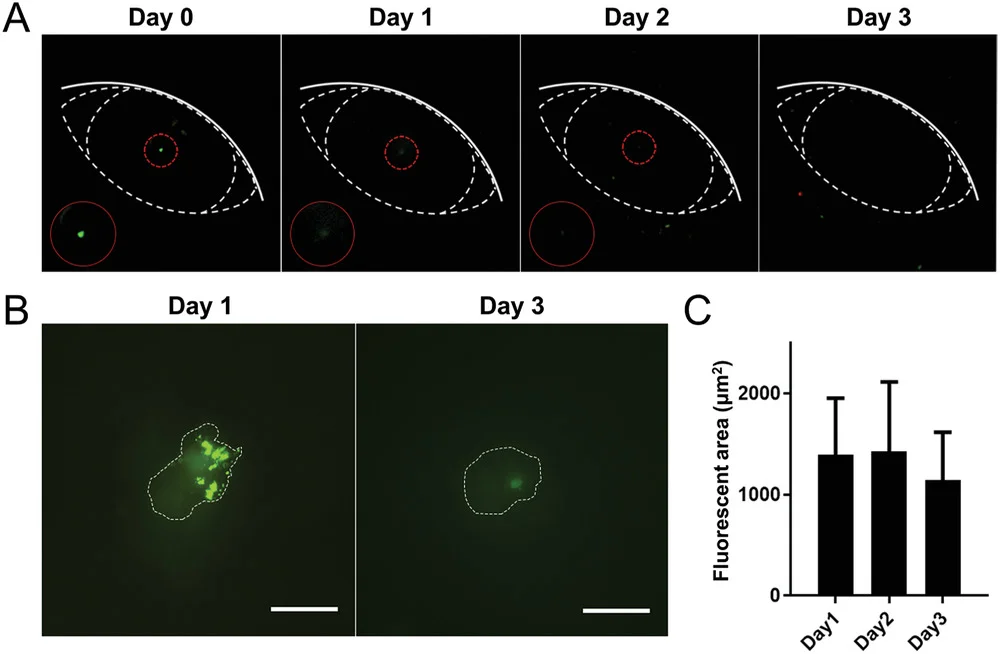 A
Day 0
Day 1
Day 2
Day 3
B
Day 1
Day 3
C
Fluorescent area (μm²)
2000
1000
0
Day1
Day2
Day3